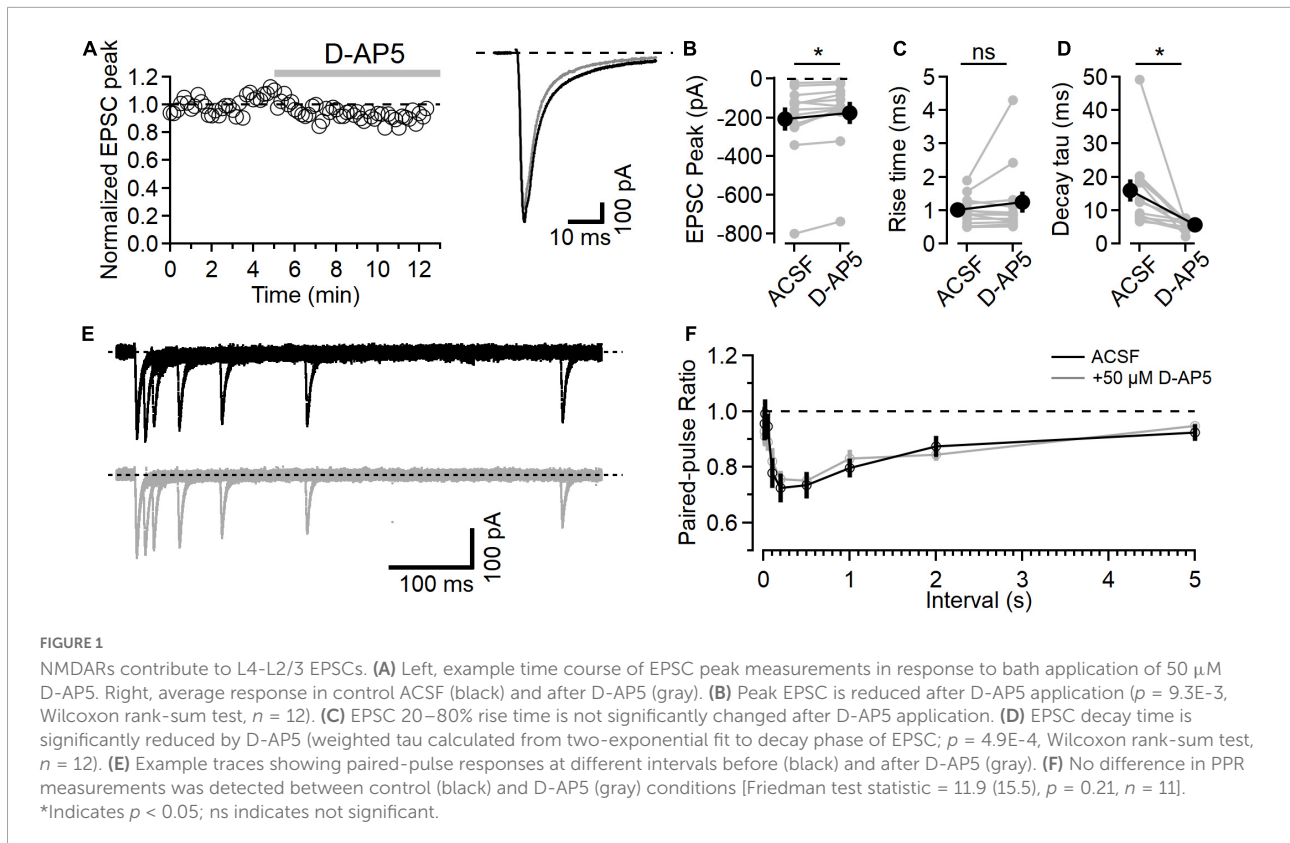 A
D-AP5
Normalized EPSC peak
1.2
1.0
0.8
0.6
0.4
0.2
0.0
0 2 4 6 8 10 12
Time (min)
10 ms
100 pA
B
*
EPSC Peak (pA)
0
-200
-400
-600
-800
ACSF
D-AP5
C
ns
Rise time (ms)
5
4
3
2
1
0
ACSF
D-AP5
D
*
Decay tau (ms)
50
40
30
20
10
0
ACSF
D-AP5
E
100 ms
100 pA
F
ACSF
+50 µM D-AP5
Paired-pulse Ratio
1.2
1.0
0.8
0.6
0 1 2 3 4 5
Interval (s)
FIGURE 1
NMDARs contribute to L4-L2/3 EPSCs. (A) Left, example time course of EPSC peak measurements in response to bath application of 50 µM
D-AP5. Right, average response in control ACSF (black) and after D-AP5 (gray). (B) Peak EPSC is reduced after D-AP5 application (p = 9.3E-3,
Wilcoxon rank-sum test, n = 12). (C) EPSC 20–80% rise time is not significantly changed after D-AP5 application. (D) EPSC decay time is
significantly reduced by D-AP5 (weighted tau calculated from two-exponential fit to decay phase of EPSC; p = 4.9E-4, Wilcoxon rank-sum test,
n = 12). (E) Example traces showing paired-pulse responses at different intervals before (black) and after D-AP5 (gray). (F) No difference in PPR
measurements was detected between control (black) and D-AP5 (gray) conditions [Friedman test statistic = 11.9 (15.5), p = 0.21, n = 11].
*Indicates p < 0.05; ns indicates not significant.